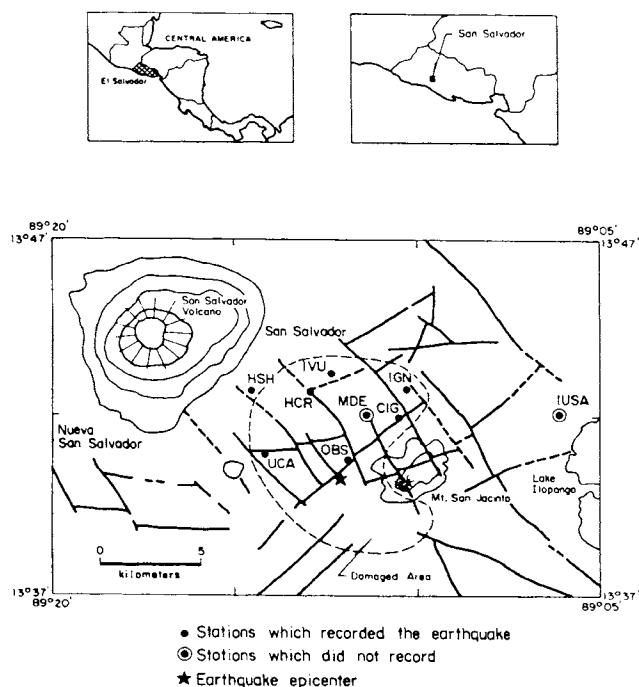 CENTRAL AMERICA
El Salvador
San Salvador
89°20'
13°47'
89°05'
13°47'
San Salvador
Volcano
San Salvador
IVU
HSH
HCR
IGN
MDE
CIG
IUSA
Nueva
San Salvador
UCA
OBS
Lake
Ilopango
Mt. San Jacinto
0 5
kilometers
Damaged Area
13°37'
89°20'
13°37'
89°05'
Stations which recorded the earthquake
Stations which did not record
Earthquake epicenter